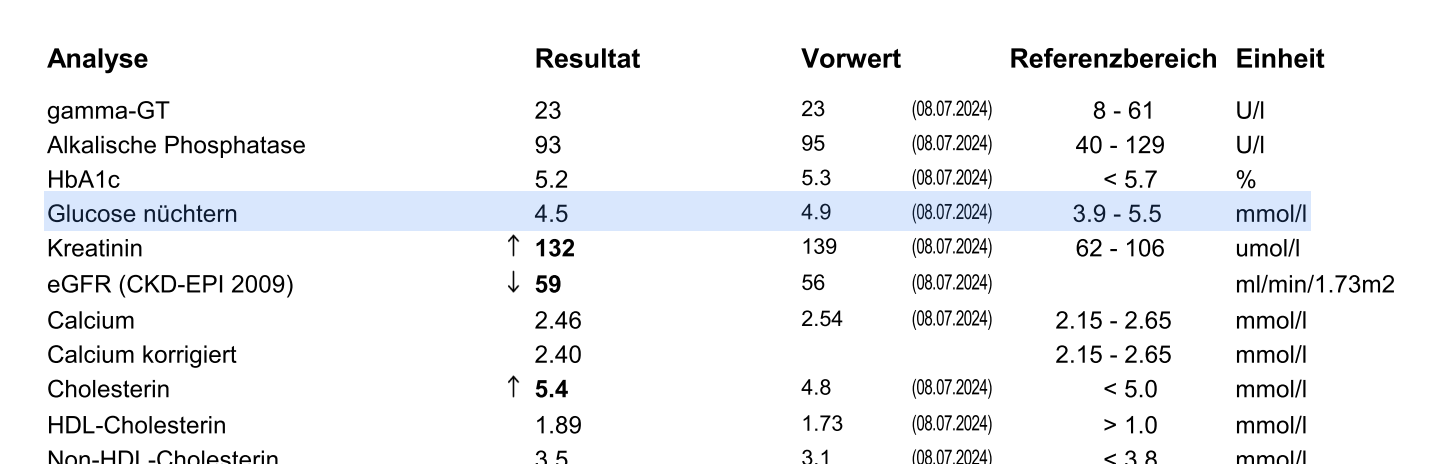 Analyse Resultat Vorwert Referenzbereich Einheit
gamma-GT 23 23 (08.07.2024) 8 - 61 U/l
Alkalische Phosphatase 93 95 (08.07.2024) 40 - 129 U/l
HbA1c 5.2 5.3 (08.07.2024) < 5.7 %
Glucose nüchtern 4.5 4.9 (08.07.2024) 3.9 - 5.5 mmol/l
Kreatinin ↑ 132 139 (08.07.2024) 62 - 106 umol/l
eGFR (CKD-EPI 2009) ↓ 59 56 (08.07.2024) ml/min/1.73m2
Calcium 2.46 2.54 (08.07.2024) 2.15 - 2.65 mmol/l
Calcium korrigiert 2.40 2.15 - 2.65 mmol/l
Cholesterin ↑ 5.4 4.8 (08.07.2024) < 5.0 mmol/l
HDL-Cholesterin 1.89 1.73 (08.07.2024) > 1.0 mmol/l
Non-HDL-Cholesterin 3.5 3.1 (08.07.2024) < 3.8 mmol/l